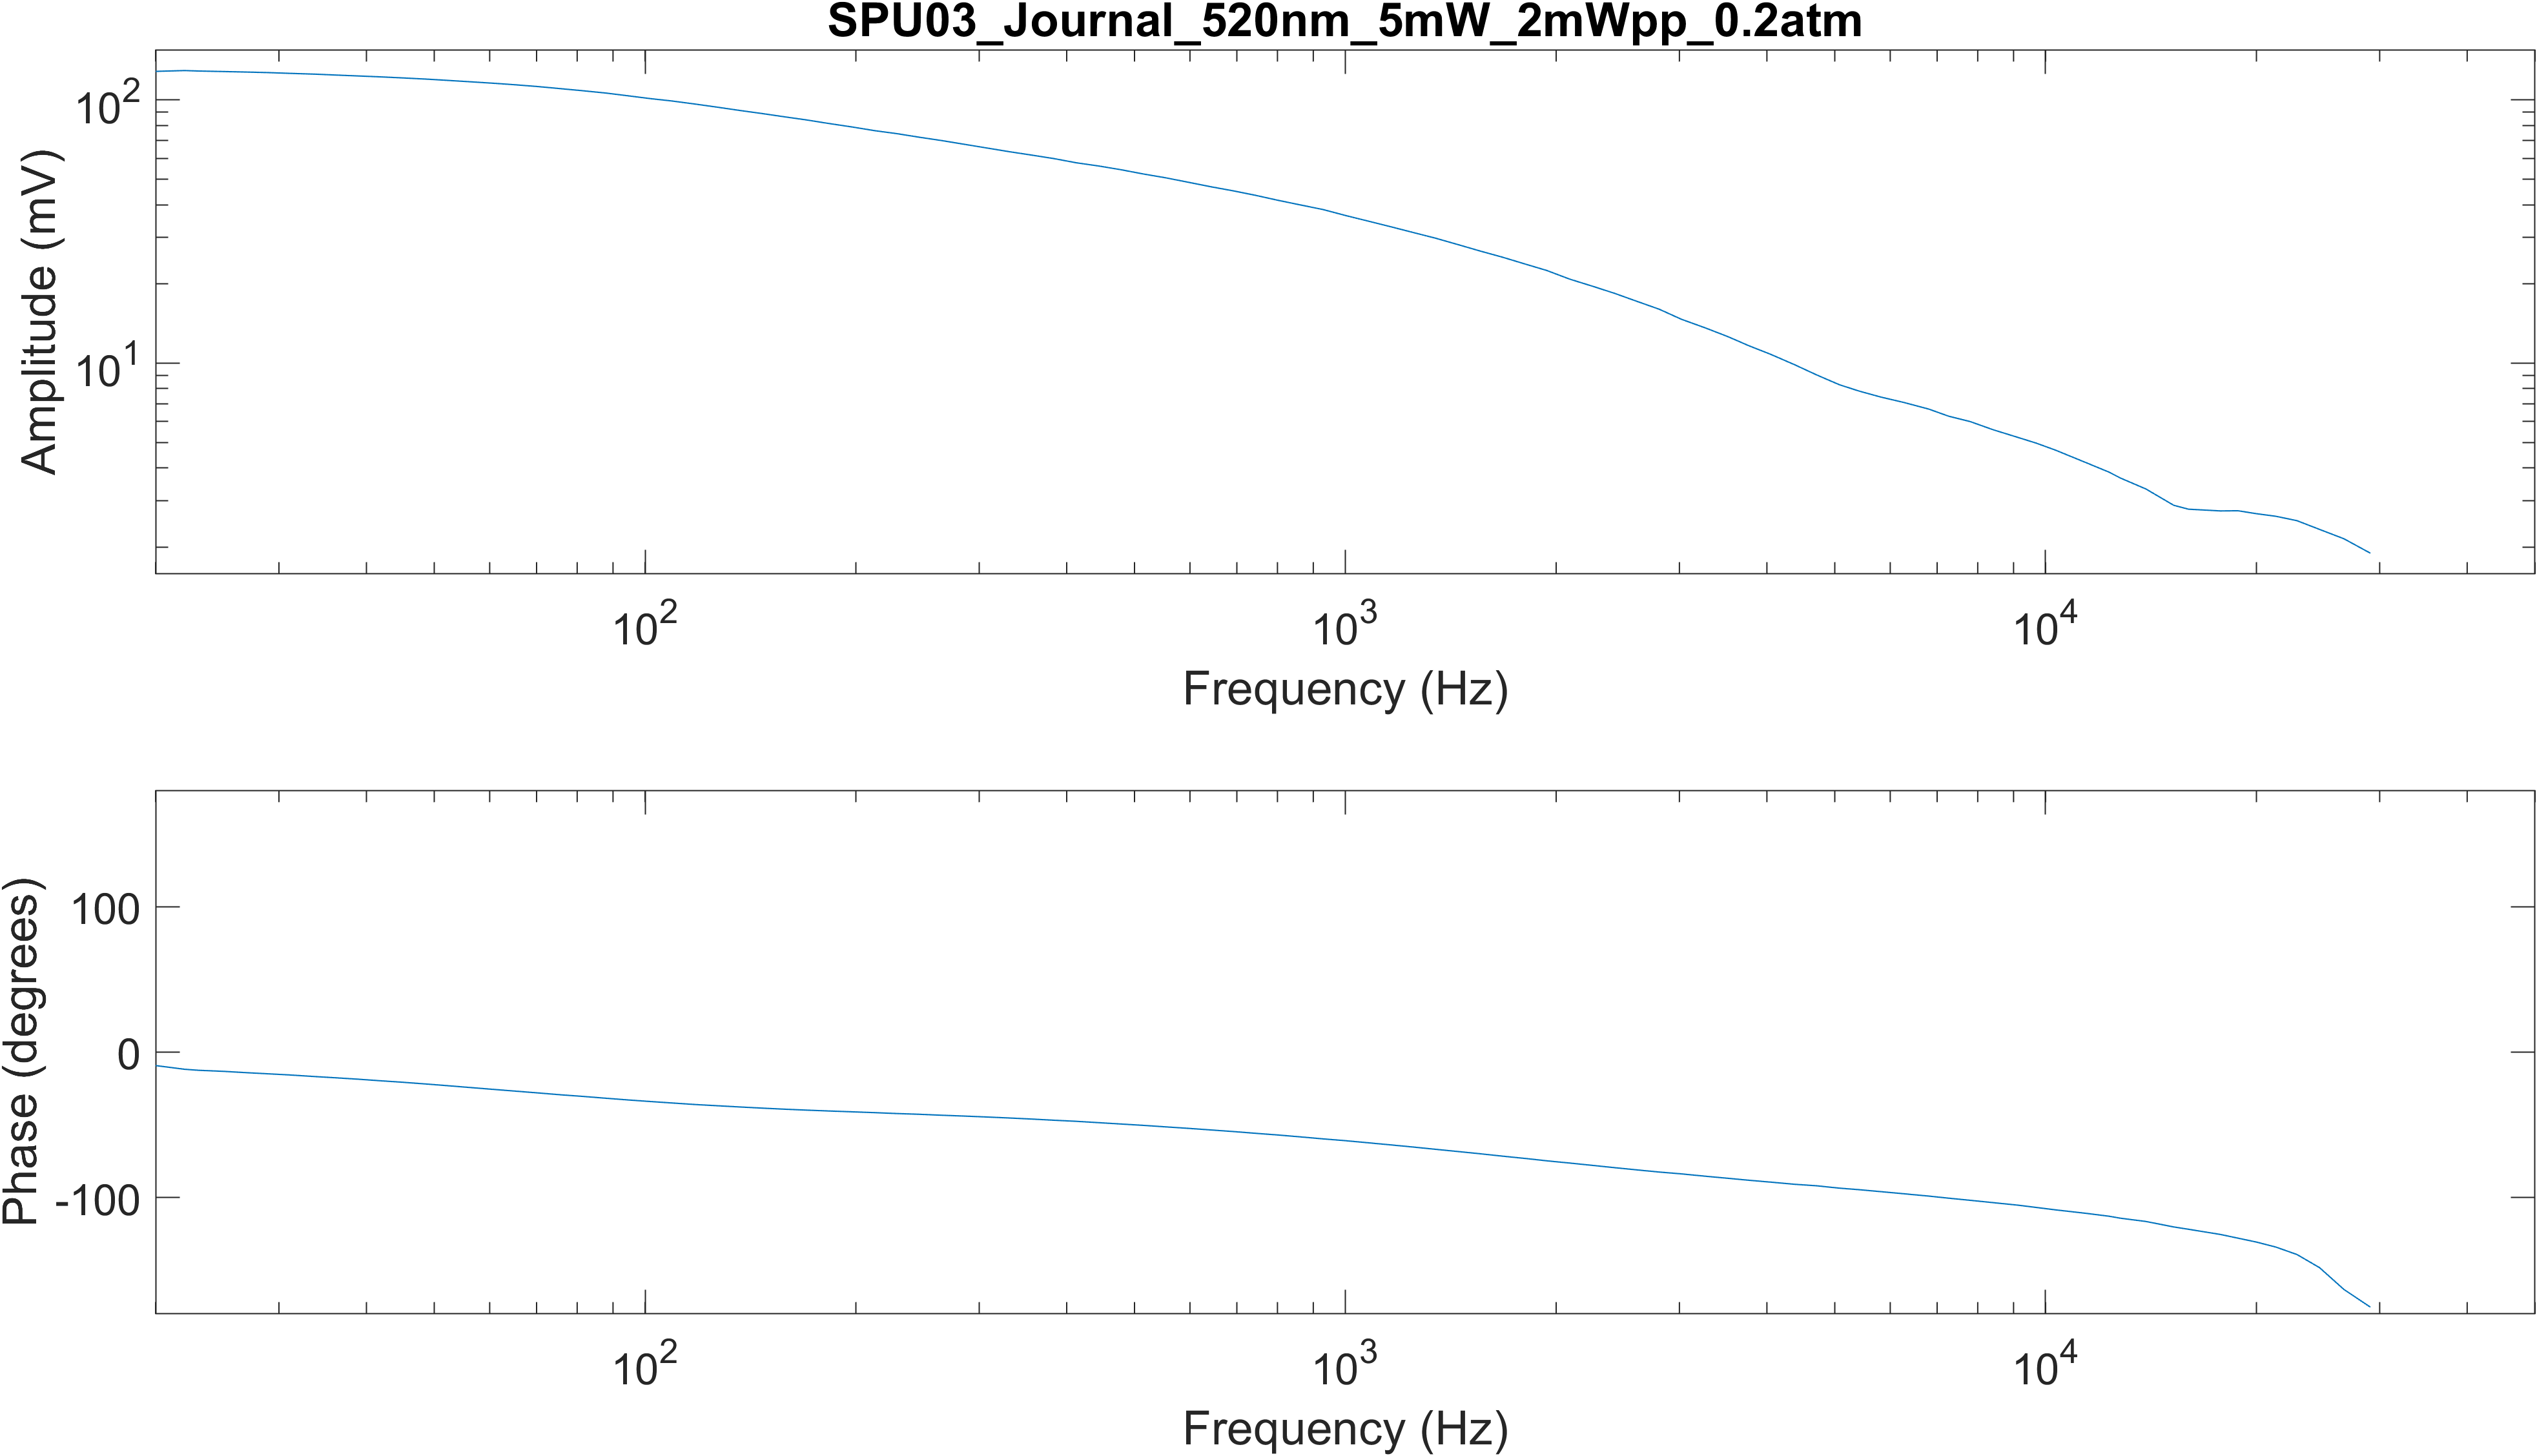 SPU03_Journal_520nm_5mW_2mWpp_0.2atm
Amplitude (mV)
10^2
10^1
10^2 10^3 10^4
Frequency (Hz)
Phase (degrees)
100
0
-100
10^2 10^3 10^4
Frequency (Hz)